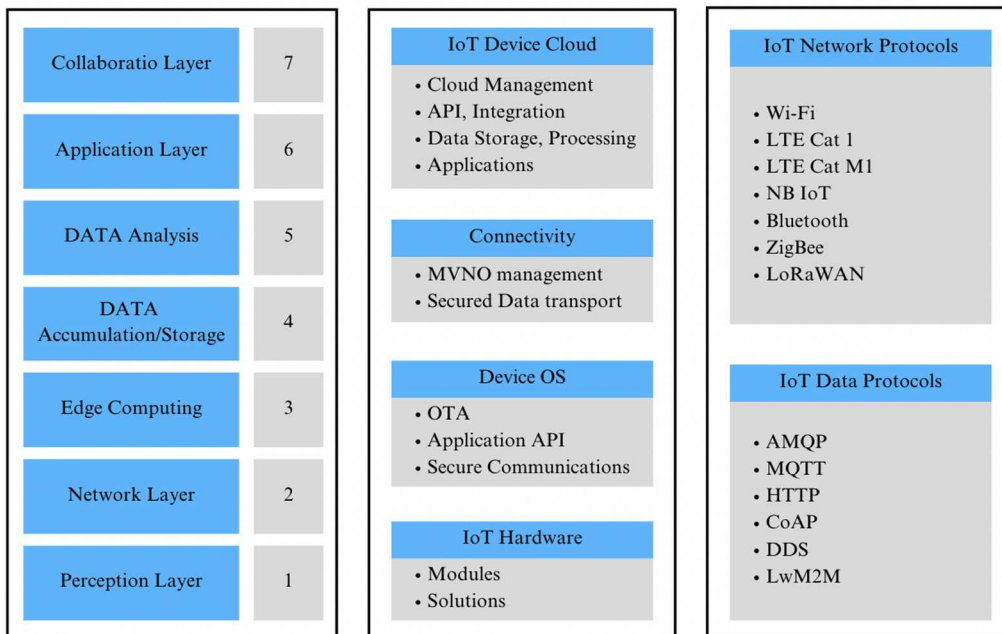 Collaboratio Layer
7
Application Layer
6
DATA Analysis
5
DATA
Accumulation/Storage
4
Edge Computing
3
Network Layer
2
Perception Layer
1
IoT Device Cloud
• Cloud Management
• API, Integration
• Data Storage, Processing
• Applications
Connectivity
• MVNO management
• Secured Data transport
Device OS
• OTA
• Application API
• Secure Communications
IoT Hardware
• Modules
• Solutions
IoT Network Protocols
• Wi-Fi
• LTE Cat 1
• LTE Cat M1
• NB IoT
• Bluetooth
• ZigBee
• LoRaWAN
IoT Data Protocols
• AMQP
• MQTT
• HTTP
• CoAP
• DDS
• LwM2M